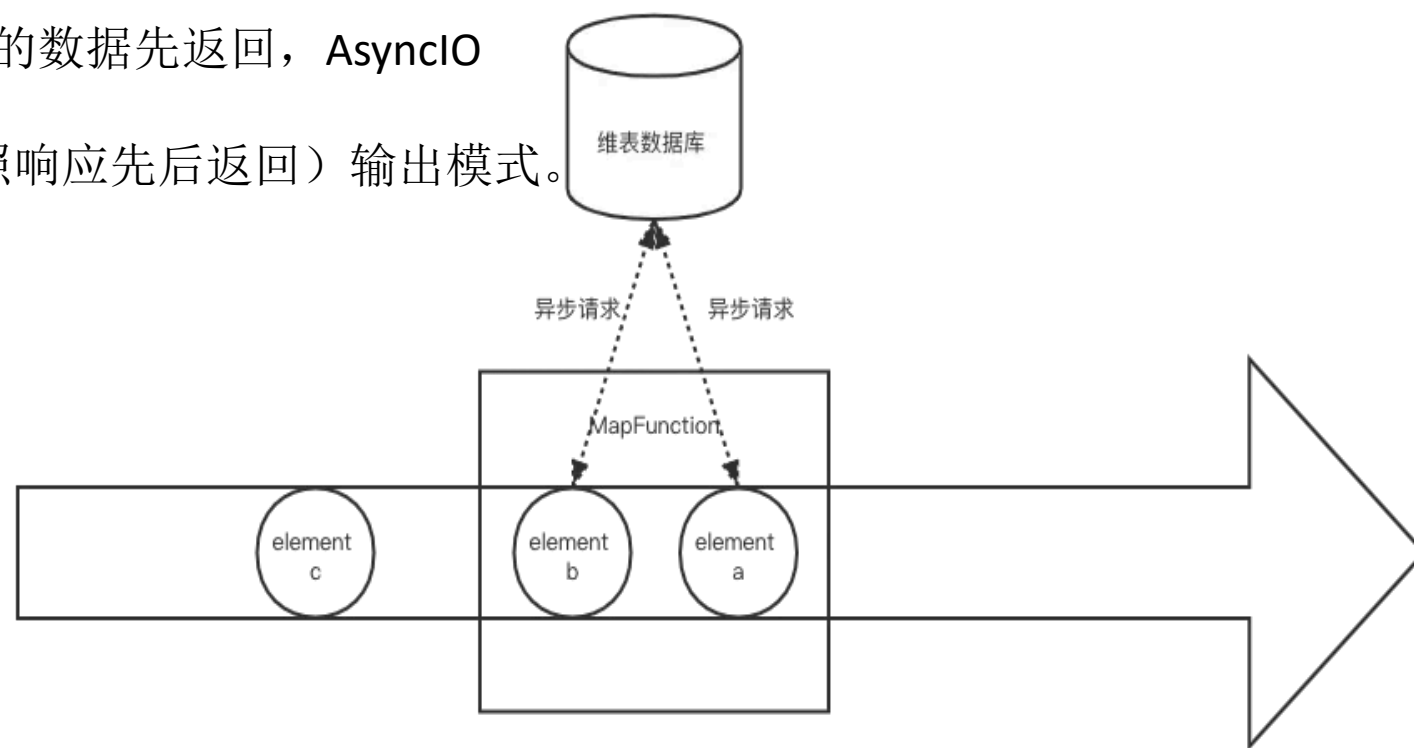 的数据先返回，AsyncIO
照响应先后返回）输出模式。
维表数据库
异步请求
异步请求
MapFunction
element
c
element
b
element
a